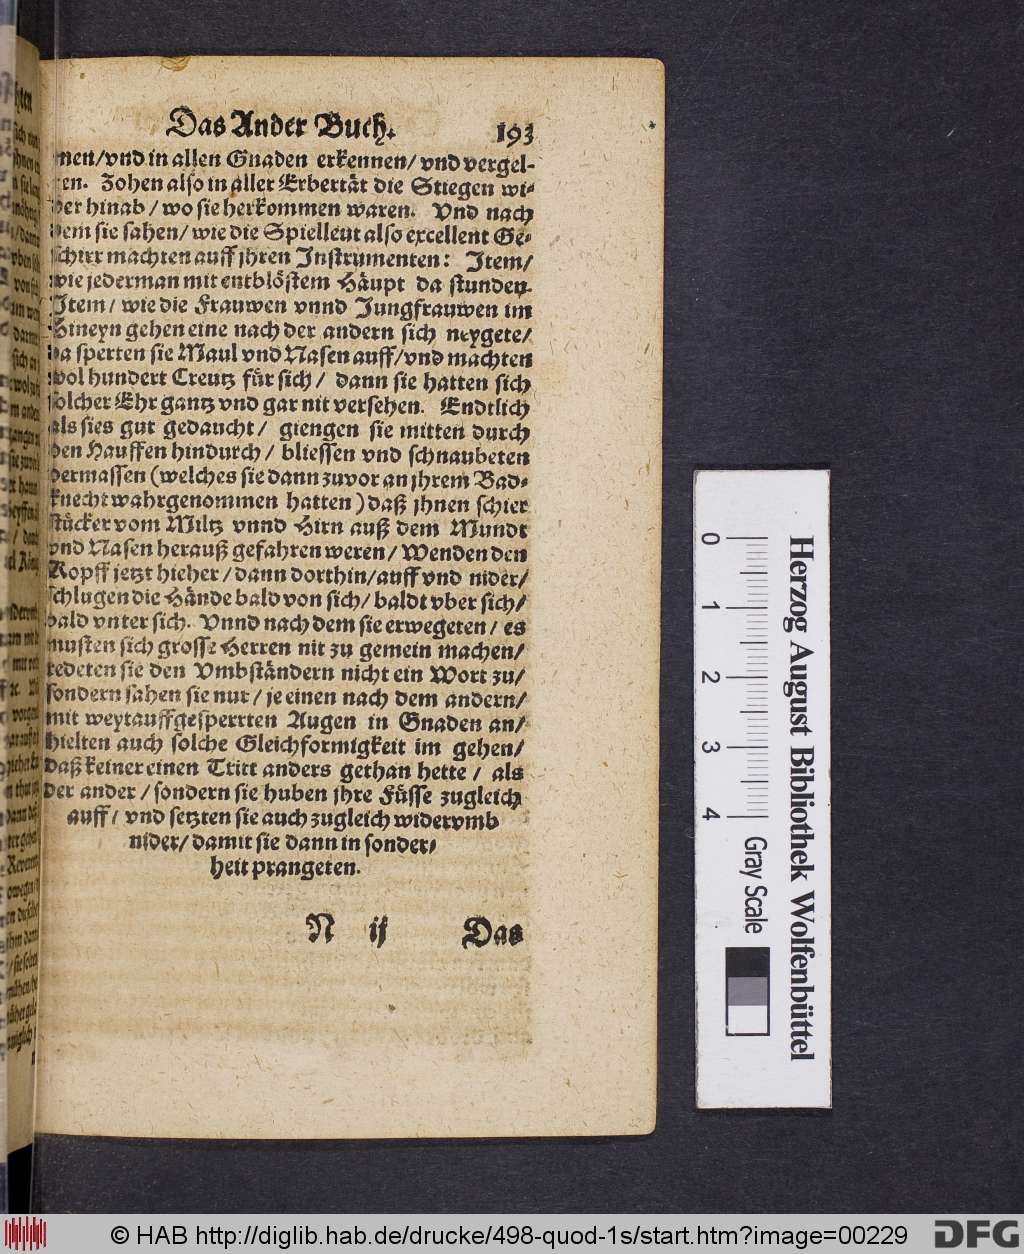 Das Ander Buch. 193
men/vnd in allen Gnaden erkennen/ vnd vergel-
ten. Zohen also in aller Erbertät die Stiegen wi-
der hinab / wo sie herkommen waren. Vnd nach
dem sie sahen/ wie die Spielleut also excellent Ge-
schirr machten auff jhren Instrumenten: Item/
wie jederman mit entblöstem Häupt da stunden.
Item/ wie die Frauwen vnnd Jungfrauwen im
Hineyn gehen eine nach der andern sich neygete/
da sperten sie Maul vnd Nasen auff/vnd machten
wol hundert Creutz für sich/ dann sie hatten sich
solcher Ehr gantz vnd gar nit versehen. Endtlich
als sies gut gedaucht/ giengen sie mitten durch
den Hauffen hindurch/ bliessen vnd schnaubeten
dermassen (welches sie dann zuvor an jhrem Bad-
knecht wahrgenommen hatten) daß jhnen schier
stücker vom Miltz vnnd Hirn auß dem Mundt
vnd Nasen herauß gefahren weren/ Wenden den
Kopff jetzt hieher/ dann dorthin/auff vnd nider/
schlugen die Hände bald von sich/ baldt vber sich/
bald vnter sich. Vnnd nach dem sie erwegeten/ es
musten sich grosse Herren nit zu gemein machen/
redeten sie den Vmbständern nicht ein Wort zu/
sondern sahen sie nur/ je einen nach dem andern/
mit weytauffgesperrten Augen in Gnaden an/
hielten auch solche Gleichformigkeit im gehen/
daß keiner einen Tritt anders gethan hette/ als
der ander/ sondern sie huben jhre Füsse zugleich
auff/ vnd setzten sie auch zugleich widervmb
nider/ damit sie dann in sonder-
heit prangeten.
N ij Das
0 1 2 3 4
Gray Scale
Herzog August Bibliothek Wolfenbüttel
© HAB http://diglib.hab.de/drucke/498-quod-1s/start.htm?image=00229
DFG